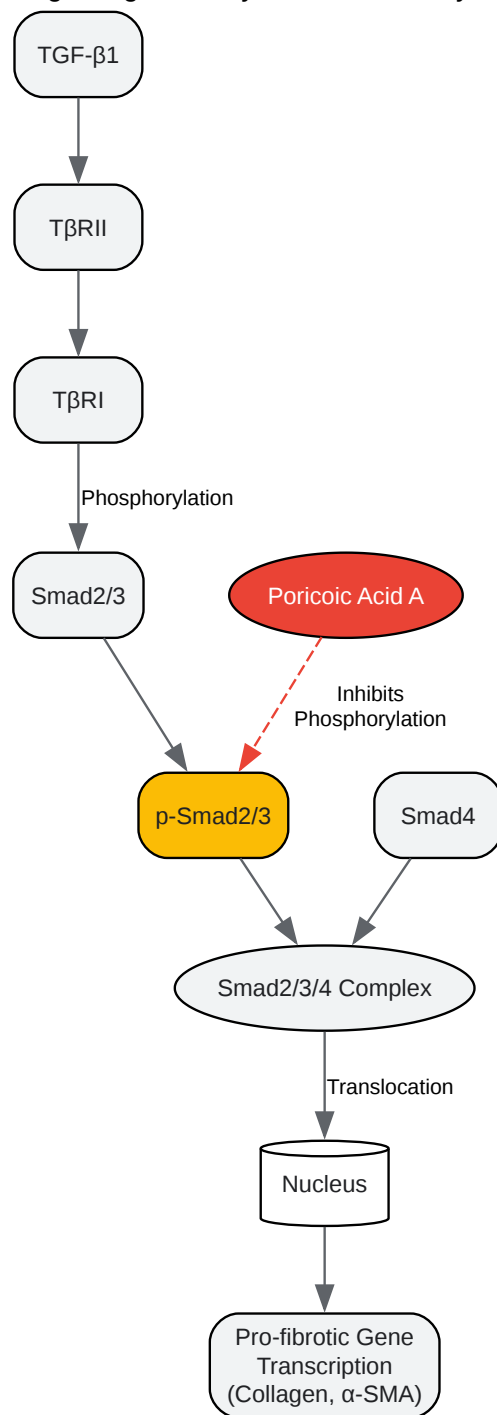 TGF-β1
TβRII
TβRI
Phosphorylation
Smad2/3
Poricoic Acid A
Inhibits
Phosphorylation
p-Smad2/3
Smad4
Smad2/3/4 Complex
Translocation
Nucleus
Pro-fibrotic Gene
Transcription
(Collagen, α-SMA)